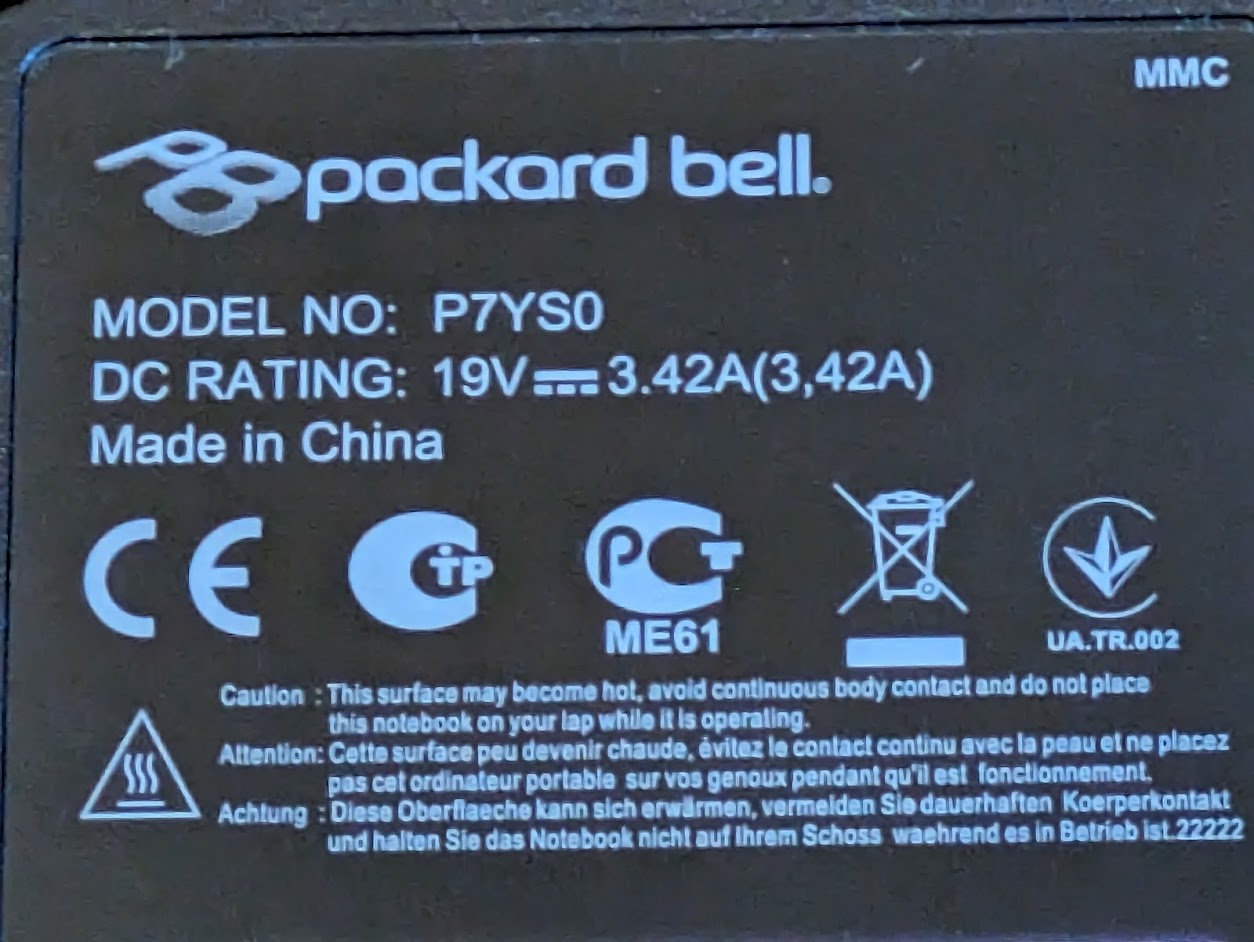 MMC
packard bell.
MODEL NO: P7YS0
DC RATING: 19V 3.42A(3,42A)
Made in China
CE TP PCT
ME61
UA.TR.002
Caution : This surface may become hot, avoid continuous body contact and do not place
this notebook on your lap while it is operating.
Attention: Cette surface peu devenir chaude, évitez le contact continu avec la peau et ne placez
pas cet ordinateur portable sur vos genoux pendant qu'il est fonctionnement.
Achtung : Diese Oberflaeche kann sich erwärmen, vermeiden Sie dauerhaften Koerperkontakt
und halten Sie das Notebook nicht auf Ihrem Schoss waehrend es in Betrieb ist.22222